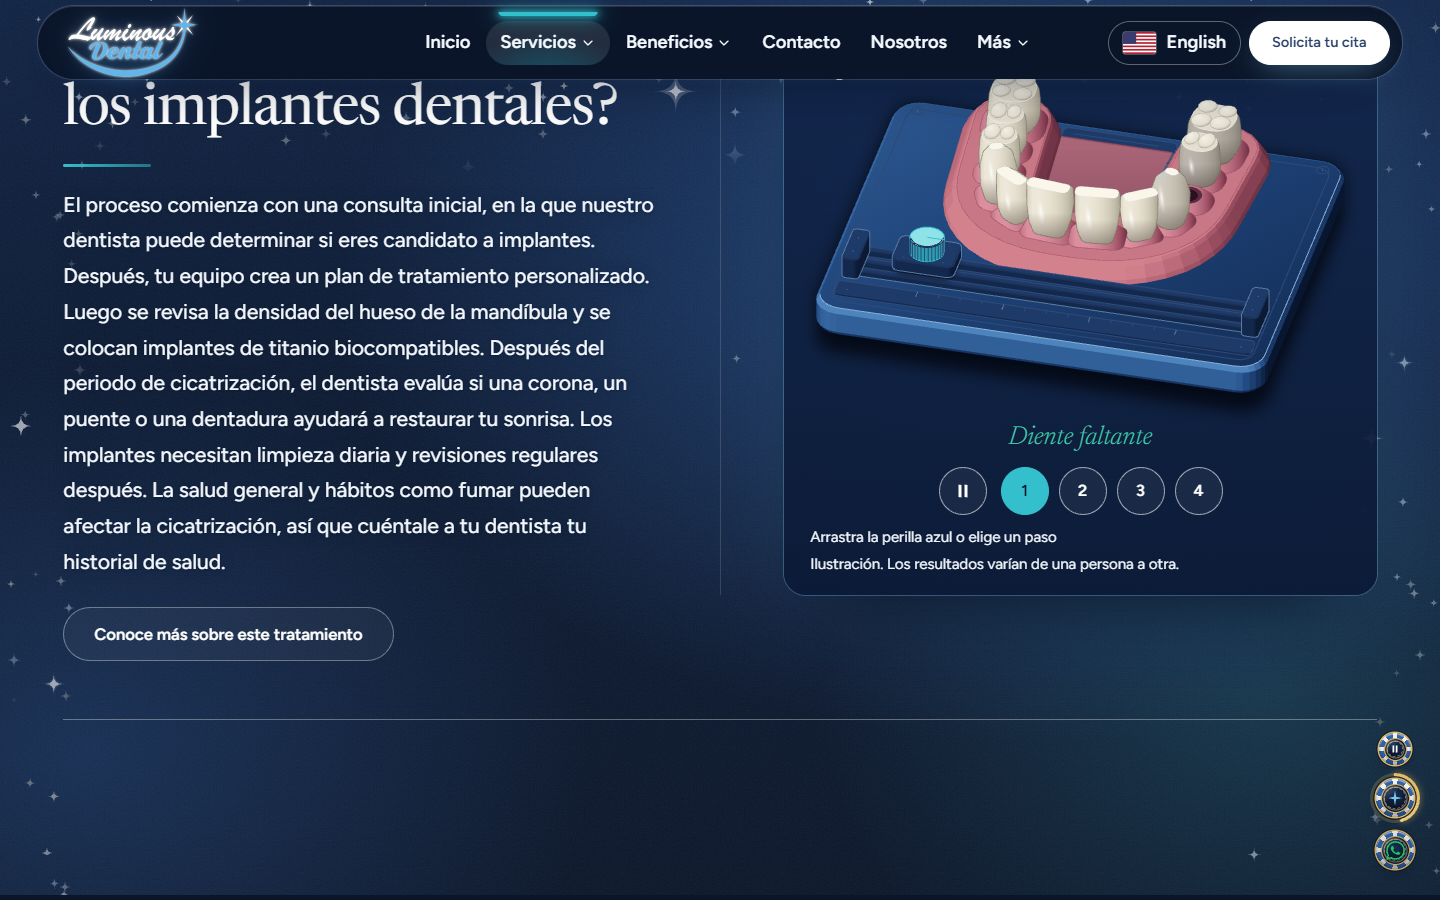 Luminous
Dental
Inicio
Servicios
Beneficios
Contacto
Nosotros
Más
English
Solicita tu cita
los implantes dentales?
El proceso comienza con una consulta inicial, en la que nuestro
dentista puede determinar si eres candidato a implantes.
Después, tu equipo crea un plan de tratamiento personalizado.
Luego se revisa la densidad del hueso de la mandíbula y se
colocan implantes de titanio biocompatibles. Después del
periodo de cicatrización, el dentista evalúa si una corona, un
puente o una dentadura ayudará a restaurar tu sonrisa. Los
implantes necesitan limpieza diaria y revisiones regulares
después. La salud general y hábitos como fumar pueden
afectar la cicatrización, así que cuéntale a tu dentista tu
historial de salud.
Conoce más sobre este tratamiento
Diente faltante
1
2
3
4
Arrastra la perilla azul o elige un paso
Ilustración. Los resultados varían de una persona a otra.